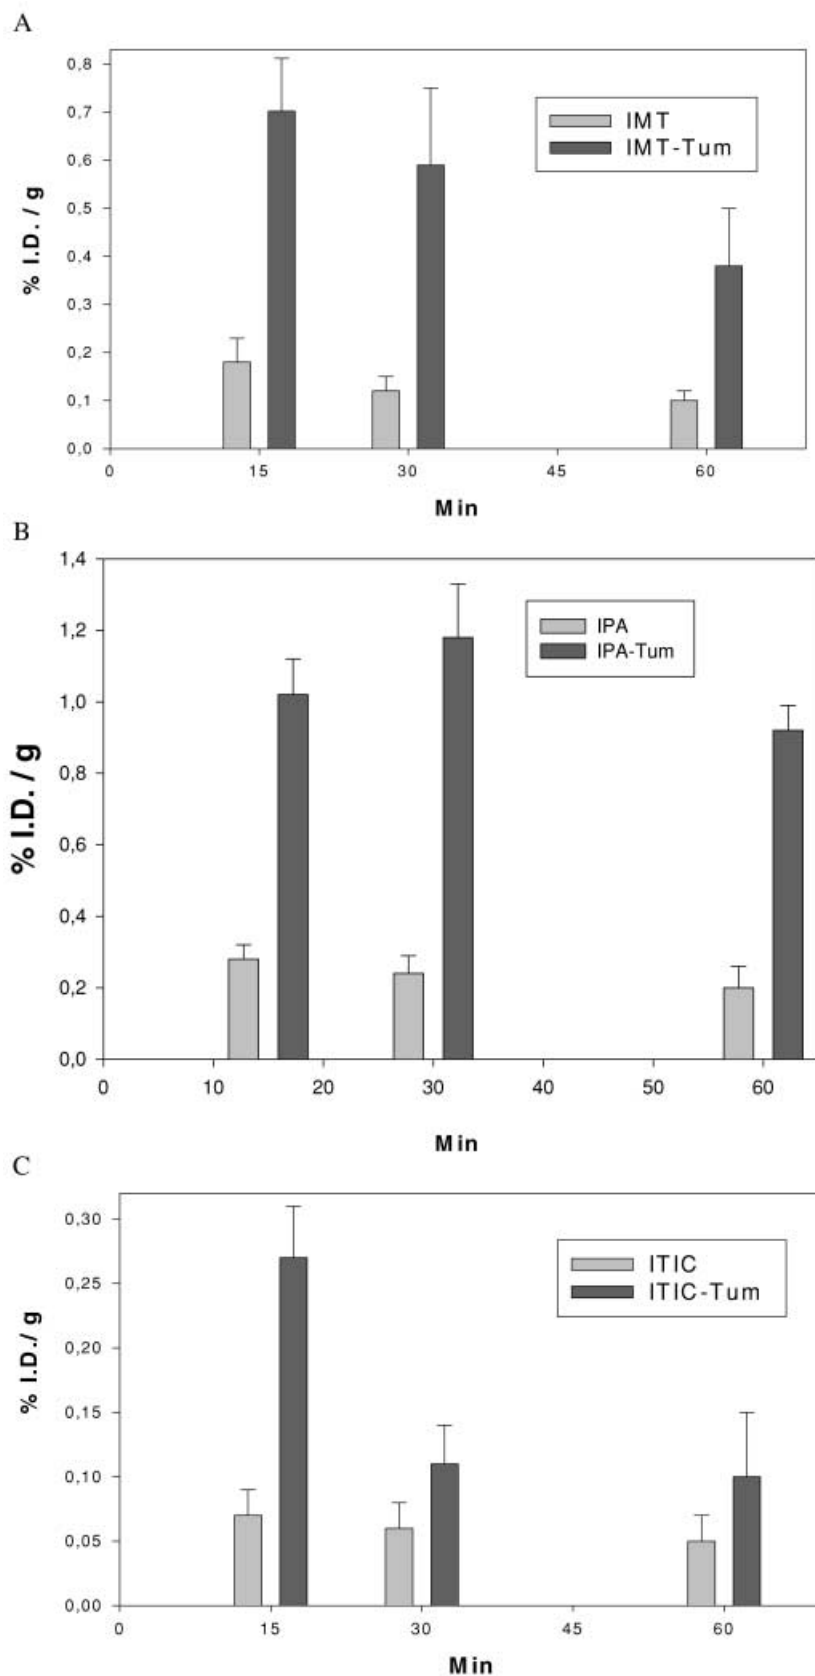 A
0,8
0,7
0,6
0,5
0,4
0,3
0,2
0,1
0,0
% I.D. / g
IMT
IMT-Tum
0 15 30 45 60
Min
B
1,4
1,2
1,0
0,8
0,6
0,4
0,2
0,0
% I.D. / g
IPA
IPA-Tum
0 10 20 30 40 50 60
Min
C
0,30
0,25
0,20
0,15
0,10
0,05
0,00
% I.D./ g
ITIC
ITIC-Tum
0 15 30 45 60
Min